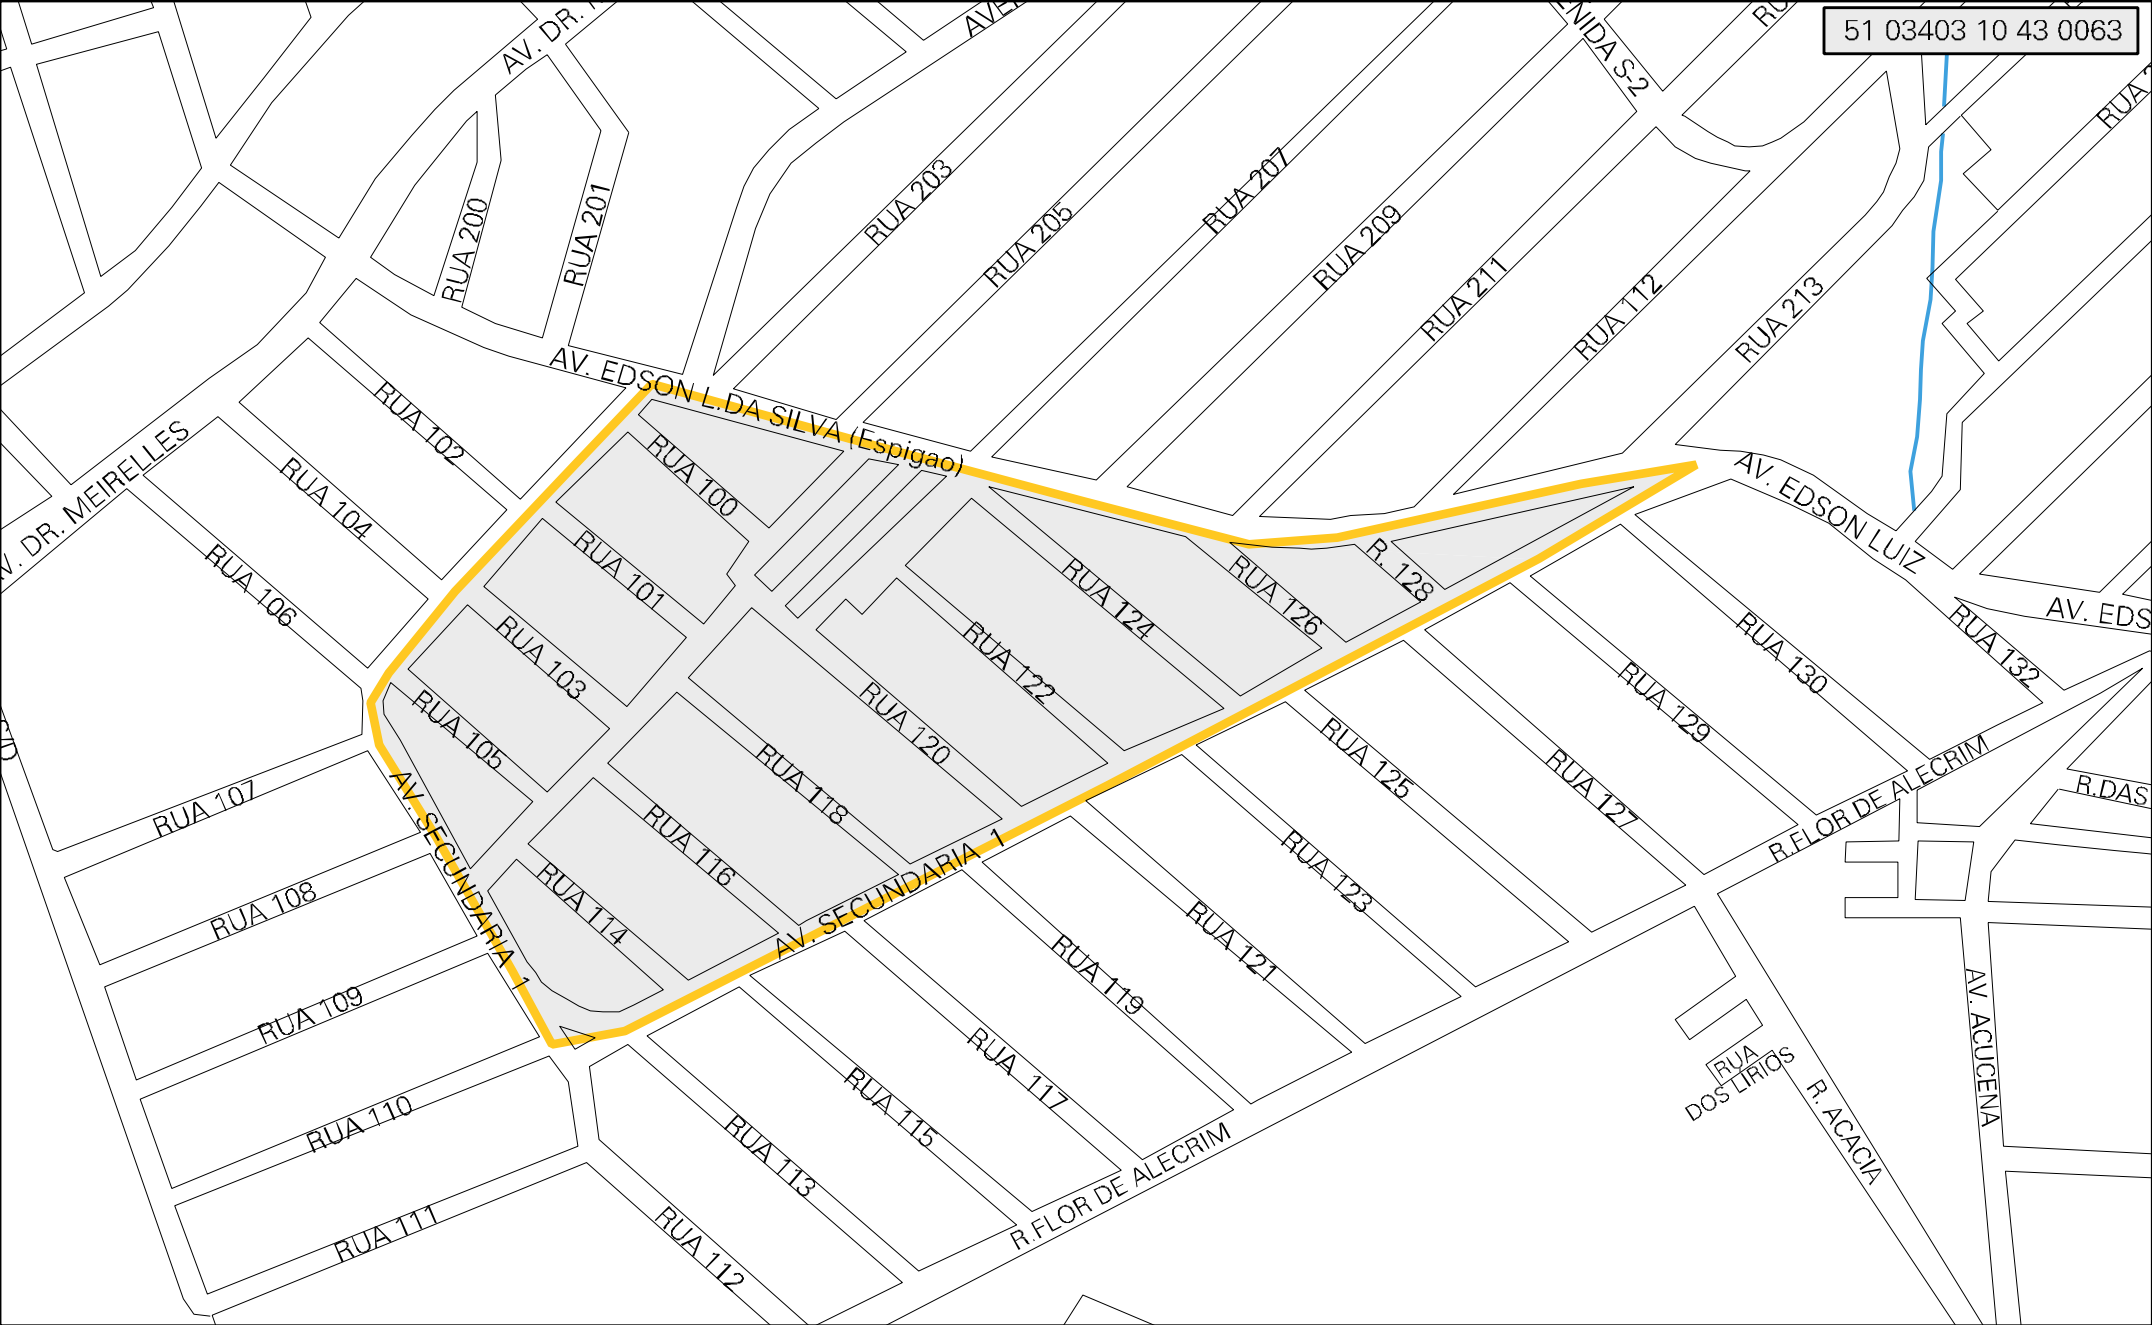 51 03403 10 43 0063
AV. DR.
RUA 200
RUA 201
RUA 203
RUA 205
RUA 207
RUA 209
RUA 211
RUA 112
RUA 213
AV. EDSON L.DA SILVA (Espigao)
RUA 102
RUA 104
RUA 106
DR. MEIRELLES
RUA 100
RUA 101
RUA 103
RUA 105
RUA 124
RUA 126
R. 128
RUA 122
RUA 120
RUA 118
RUA 116
RUA 114
AV. EDSON LUIZ
AV. EDS
RUA 132
RUA 130
RUA 129
RUA 127
RUA 125
RUA 123
RUA 121
RUA 119
RUA 117
RUA 115
RUA 113
RUA 112
AV. SECUNDARIA 1
AV. SECUNDARIA 1
RUA 107
RUA 108
RUA 109
RUA 110
RUA 111
R.FLOR DE ALECRIM
R.FLOR DE ALECRIM
R.DAS
AV. ACUCENA
R. ACACIA
RUA
DOS LIRIOS